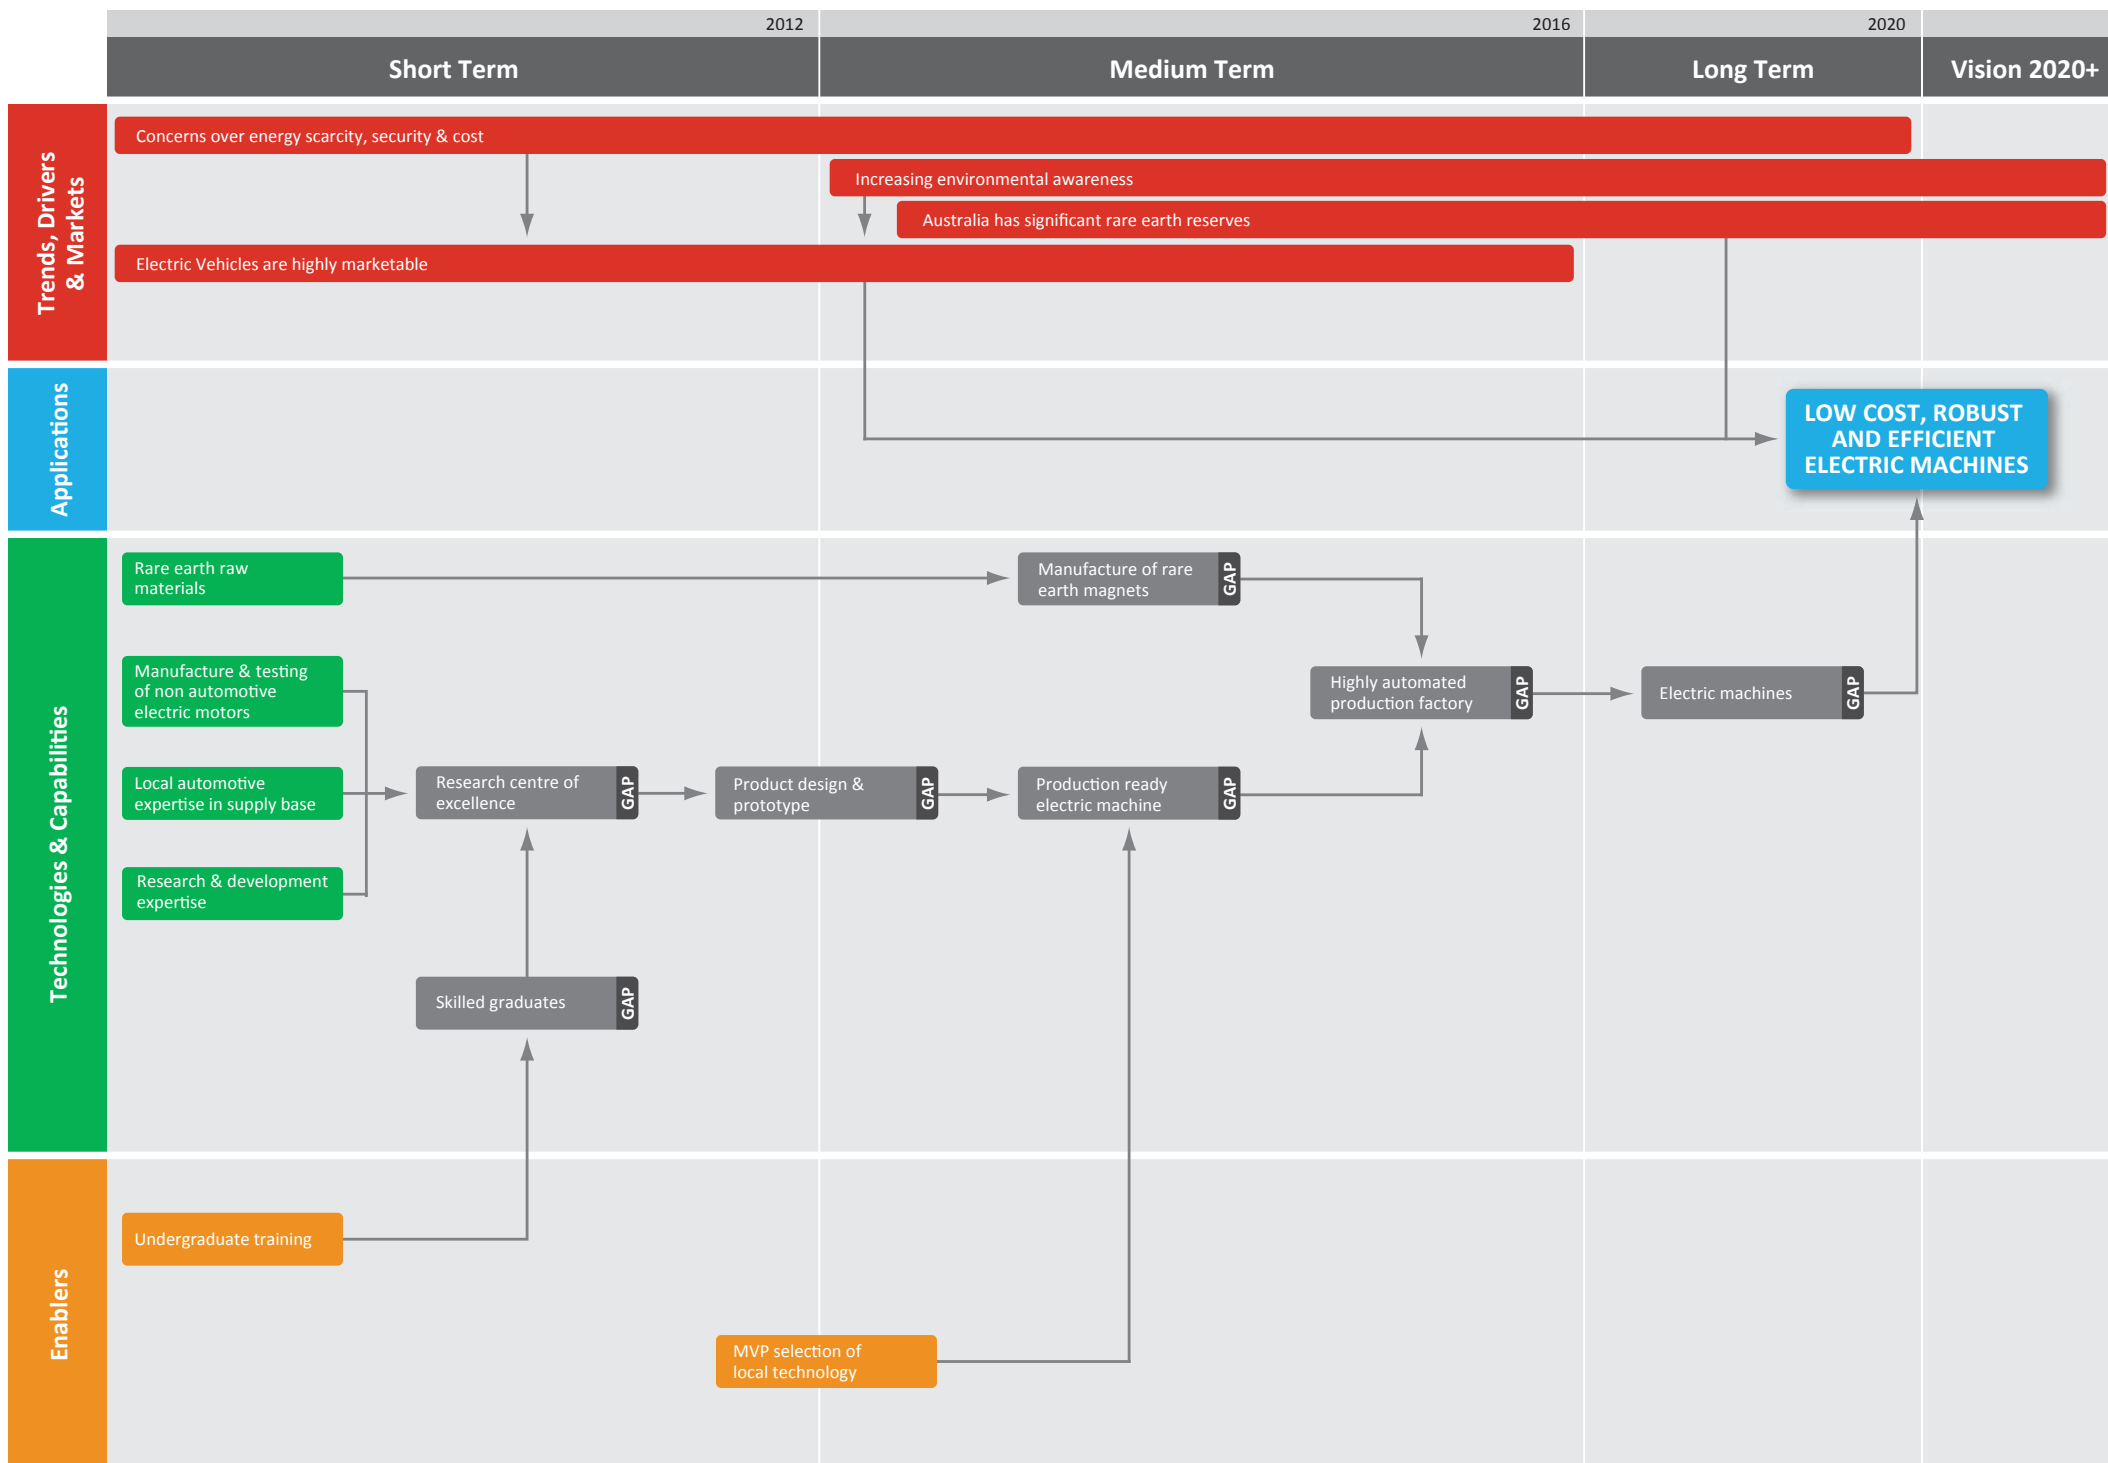 2012
2016
2020
Short Term
Medium Term
Long Term
Vision 2020+
Trends, Drivers
& Markets
Concerns over energy scarcity, security & cost
Increasing environmental awareness
Australia has significant rare earth reserves
Electric Vehicles are highly marketable
Applications
LOW COST, ROBUST
AND EFFICIENT
ELECTRIC MACHINES
Technologies & Capabilities
Rare earth raw
materials
Manufacture of rare
earth magnets
GAP
Manufacture & testing
of non automotive
electric motors
Highly automated
production factory
GAP
Electric machines
GAP
Local automotive
expertise in supply base
Research centre of
excellence
GAP
Product design &
prototype
GAP
Production ready
electric machine
GAP
Research & development
expertise
Skilled graduates
GAP
Enablers
Undergraduate training
MVP selection of
local technology